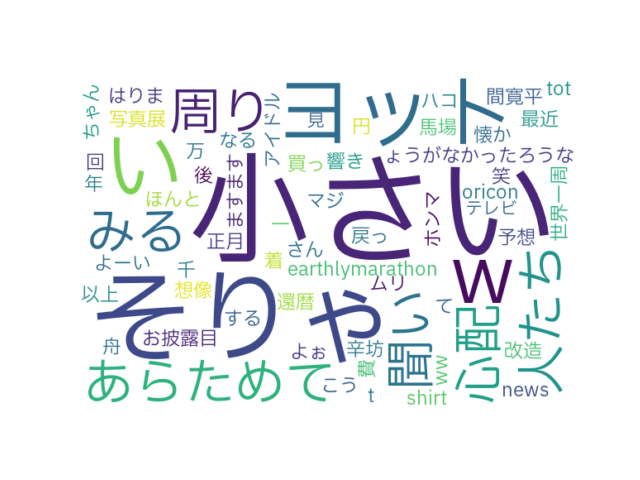 はりま
ちゃん
写真展
周り
ヨット
ハコ
間寛平
tot
アイドル
見
円
馬場
懐か
最近
回
万
なる
い
ますます
後
買っ
響き
ょうがなかったろうな
年
ほんと
小さい
マジ
ホンマ
笑
oricon
テレビ
世界一周
みる
正月
さん
一
戻っ
w
予想
人たち
よーい
千
着
earthlymarathon
以上
想像
そりゃ
還暦
ムリ
して
心配
する
聞い
舟
お披露目
よぉ
辛坊
改造
あらためて
こう
費
t
ww
shirt
news